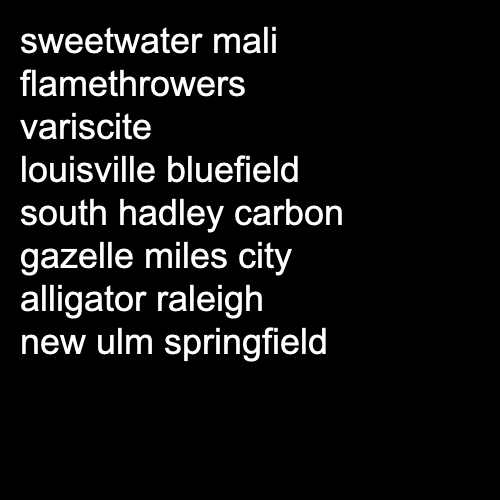 sweetwater mali
flamethrowers
variscite
louisville bluefield
south hadley carbon
gazelle miles city
alligator raleigh
new ulm springfield